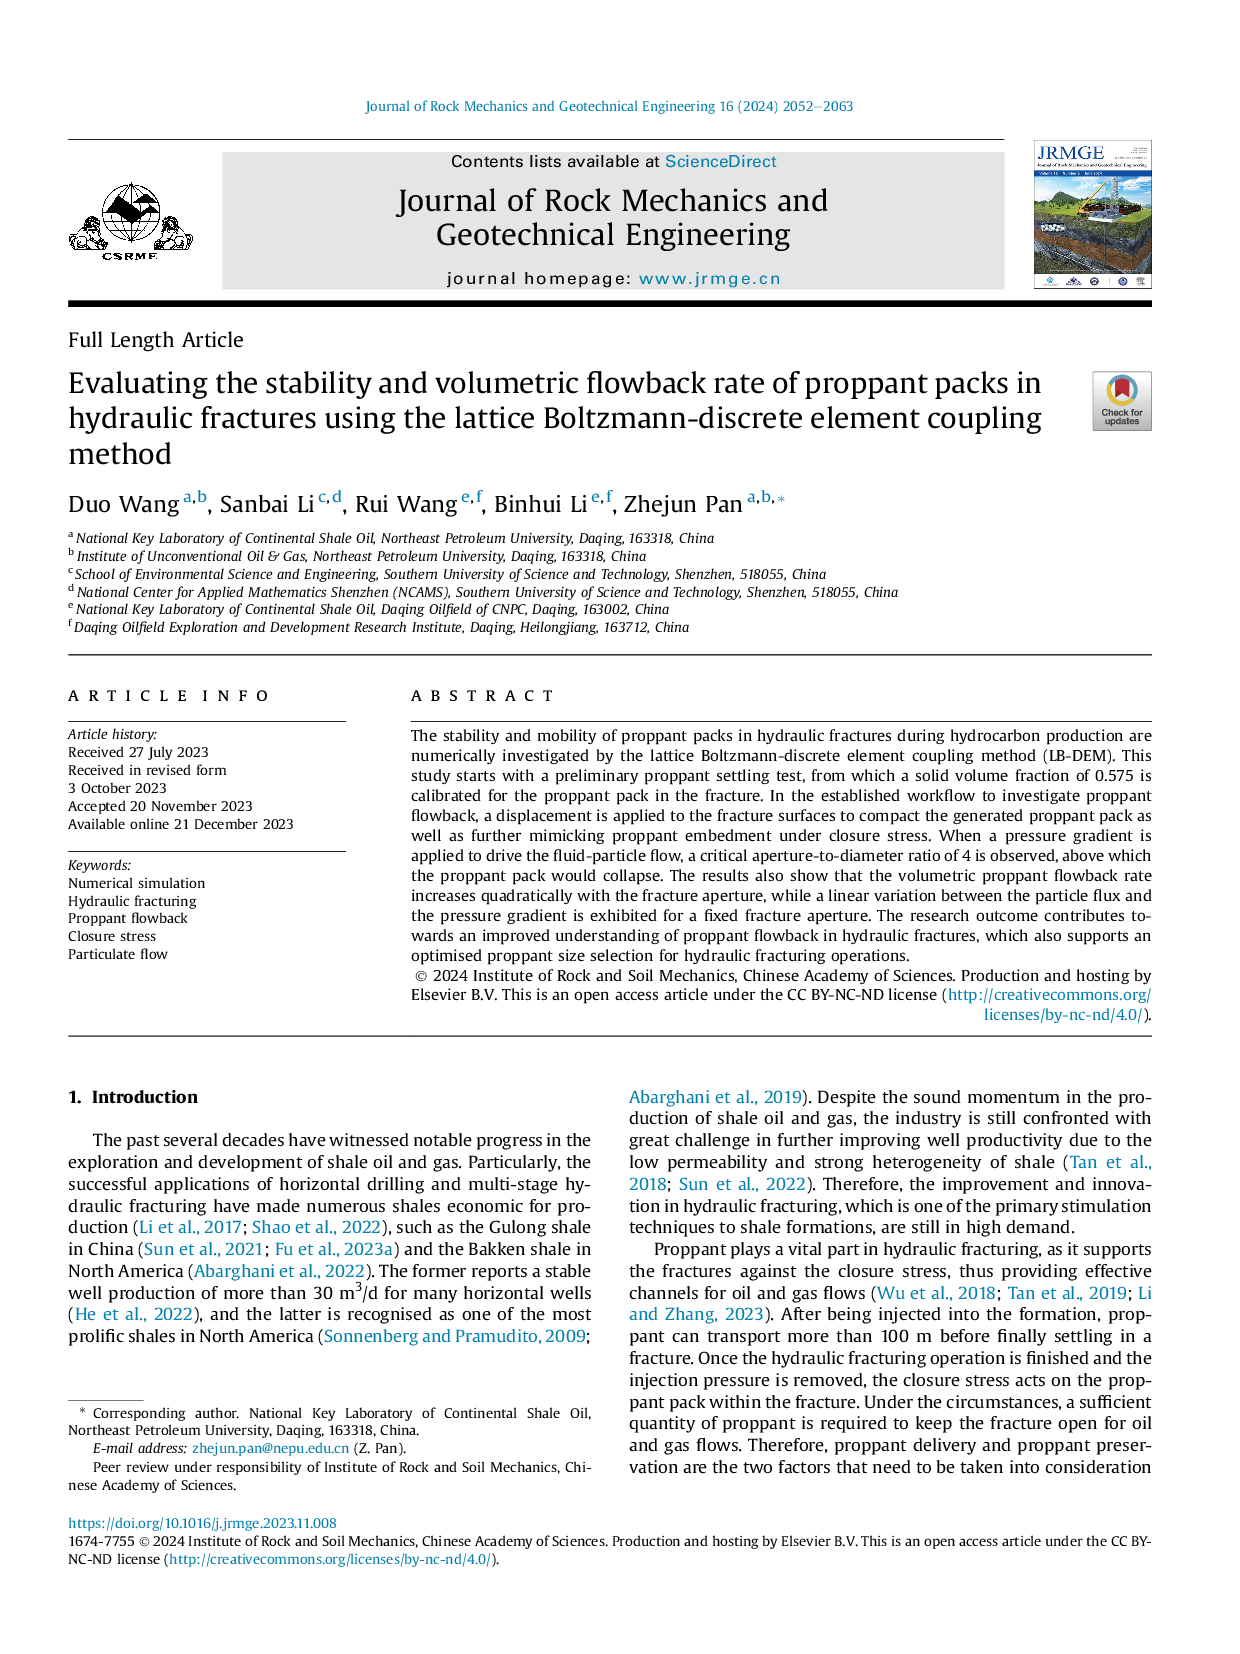 Journal of Rock Mechanics and Geotechnical Engineering 16 (2024) 2052–2063
Contents lists available at ScienceDirect
Journal of Rock Mechanics and
Geotechnical Engineering
journal homepage: www.jrmge.cn
CSRME
JRMGE
Journal of Rock Mechanics and Geotechnical Engineering
Full Length Article
Evaluating the stability and volumetric flowback rate of proppant packs in
hydraulic fractures using the lattice Boltzmann-discrete element coupling
method
Check for
updates
Duo Wang a,b, Sanbai Li c,d, Rui Wang e,f, Binhui Li e,f, Zhejun Pan a,b,*
a National Key Laboratory of Continental Shale Oil, Northeast Petroleum University, Daqing, 163318, China
b Institute of Unconventional Oil & Gas, Northeast Petroleum University, Daqing, 163318, China
c School of Environmental Science and Engineering, Southern University of Science and Technology, Shenzhen, 518055, China
d National Center for Applied Mathematics Shenzhen (NCAMS), Southern University of Science and Technology, Shenzhen, 518055, China
e National Key Laboratory of Continental Shale Oil, Daqing Oilfield of CNPC, Daqing, 163002, China
f Daqing Oilfield Exploration and Development Research Institute, Daqing, Heilongjiang, 163712, China
ARTICLE INFO
Article history:
Received 27 July 2023
Received in revised form
3 October 2023
Accepted 20 November 2023
Available online 21 December 2023
Keywords:
Numerical simulation
Hydraulic fracturing
Proppant flowback
Closure stress
Particulate flow
ABSTRACT
The stability and mobility of proppant packs in hydraulic fractures during hydrocarbon production are
numerically investigated by the lattice Boltzmann-discrete element coupling method (LB-DEM). This
study starts with a preliminary proppant settling test, from which a solid volume fraction of 0.575 is
calibrated for the proppant pack in the fracture. In the established workflow to investigate proppant
flowback, a displacement is applied to the fracture surfaces to compact the generated proppant pack as
well as further mimicking proppant embedment under closure stress. When a pressure gradient is
applied to drive the fluid-particle flow, a critical aperture-to-diameter ratio of 4 is observed, above which
the proppant pack would collapse. The results also show that the volumetric proppant flowback rate
increases quadratically with the fracture aperture, while a linear variation between the particle flux and
the pressure gradient is exhibited for a fixed fracture aperture. The research outcome contributes to-
wards an improved understanding of proppant flowback in hydraulic fractures, which also supports an
optimised proppant size selection for hydraulic fracturing operations.
© 2024 Institute of Rock and Soil Mechanics, Chinese Academy of Sciences. Production and hosting by
Elsevier B.V. This is an open access article under the CC BY-NC-ND license (http://creativecommons.org/
licenses/by-nc-nd/4.0/).
1. Introduction
The past several decades have witnessed notable progress in the
exploration and development of shale oil and gas. Particularly, the
successful applications of horizontal drilling and multi-stage hy-
draulic fracturing have made numerous shales economic for pro-
duction (Li et al., 2017; Shao et al., 2022), such as the Gulong shale
in China (Sun et al., 2021; Fu et al., 2023a) and the Bakken shale in
North America (Abarghani et al., 2022). The former reports a stable
well production of more than 30 m3/d for many horizontal wells
(He et al., 2022), and the latter is recognised as one of the most
prolific shales in North America (Sonnenberg and Pramudito, 2009;
* Corresponding author. National Key Laboratory of Continental Shale Oil,
Northeast Petroleum University, Daqing, 163318, China.
E-mail address: zhejun.pan@nepu.edu.cn (Z. Pan).
Peer review under responsibility of Institute of Rock and Soil Mechanics, Chi-
nese Academy of Sciences.
Abarghani et al., 2019). Despite the sound momentum in the pro-
duction of shale oil and gas, the industry is still confronted with
great challenge in further improving well productivity due to the
low permeability and strong heterogeneity of shale (Tan et al.,
2018; Sun et al., 2022). Therefore, the improvement and innova-
tion in hydraulic fracturing, which is one of the primary stimulation
techniques to shale formations, are still in high demand.
Proppant plays a vital part in hydraulic fracturing, as it supports
the fractures against the closure stress, thus providing effective
channels for oil and gas flows (Wu et al., 2018; Tan et al., 2019; Li
and Zhang, 2023). After being injected into the formation, prop-
pant can transport more than 100 m before finally settling in a
fracture. Once the hydraulic fracturing operation is finished and the
injection pressure is removed, the closure stress acts on the prop-
pant pack within the fracture. Under the circumstances, a sufficient
quantity of proppant is required to keep the fracture open for oil
and gas flows. Therefore, proppant delivery and proppant preser-
vation are the two factors that need to be taken into consideration
https://doi.org/10.1016/j.jrmge.2023.11.008
1674-7755 © 2024 Institute of Rock and Soil Mechanics, Chinese Academy of Sciences. Production and hosting by Elsevier B.V. This is an open access article under the CC BY-
NC-ND license (http://creativecommons.org/licenses/by-nc-nd/4.0/).